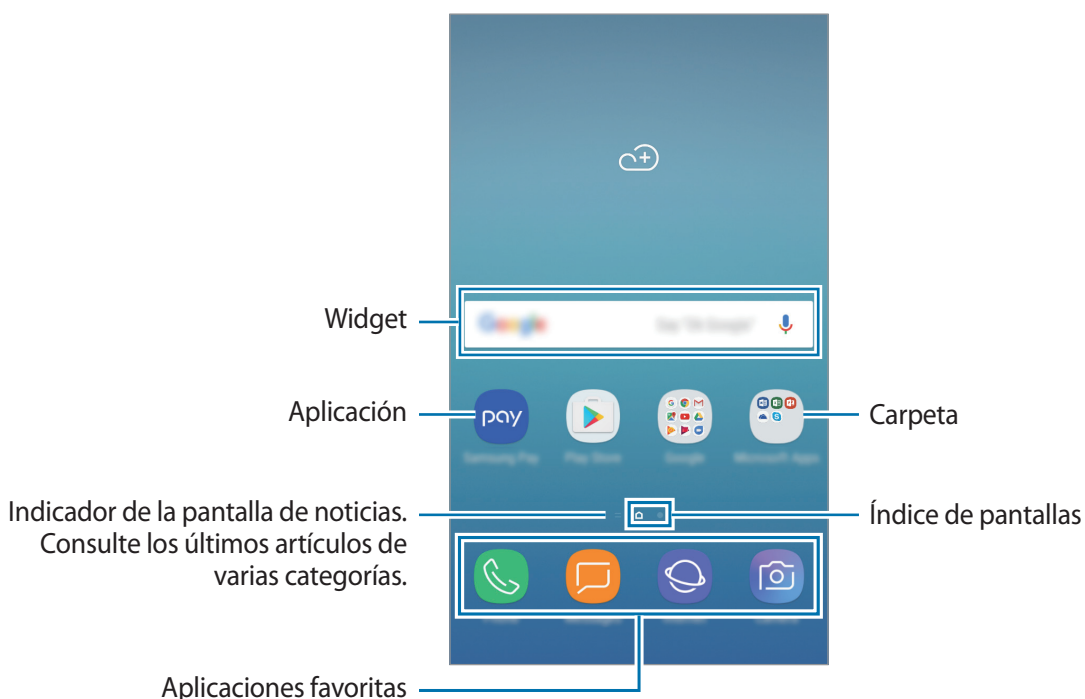 Widget
Aplicación
pay
Carpeta
Indicador de la pantalla de noticias.
Consulte los últimos artículos de
varias categorías.
Índice de pantallas
Aplicaciones favoritas